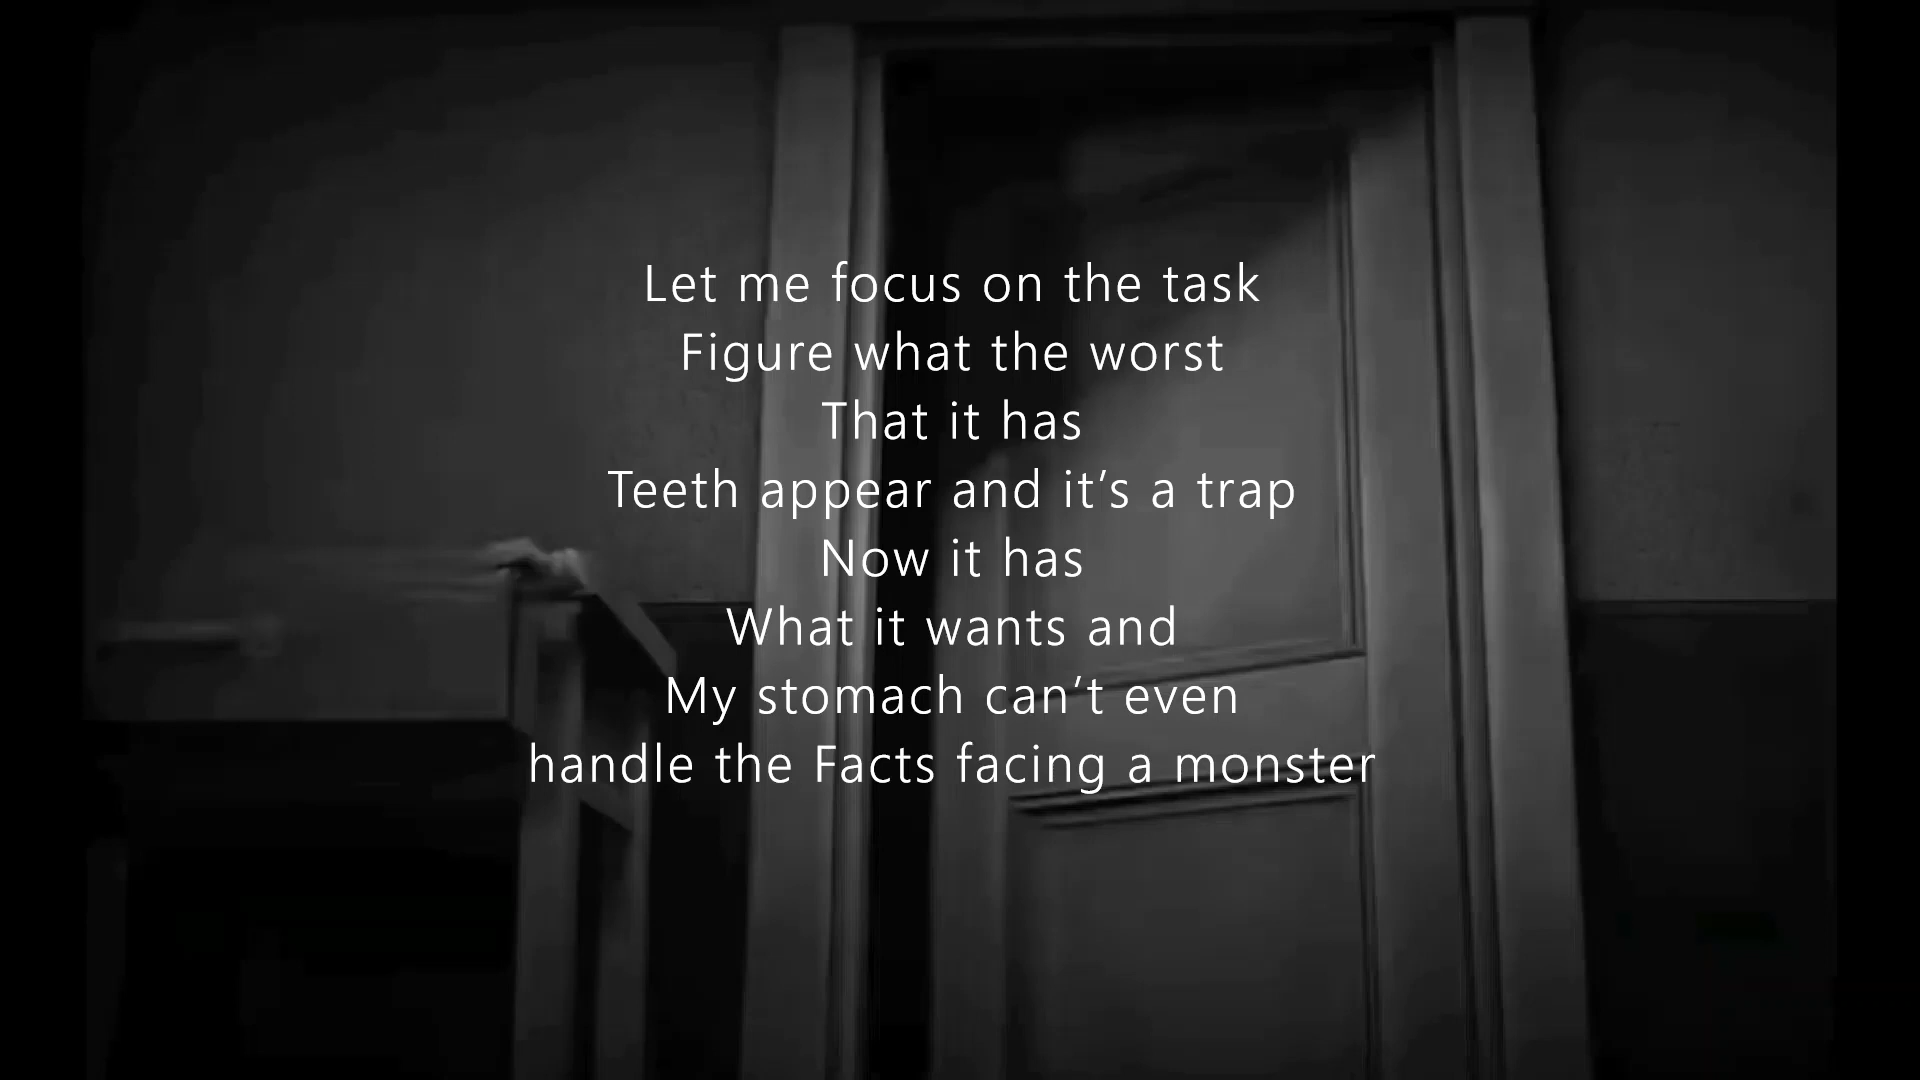 Let me focus on the task
Figure what the worst
That it has
Teeth appear and it’s a trap
Now it has
What it wants and
My stomach can’t even
handle the Facts facing a monster